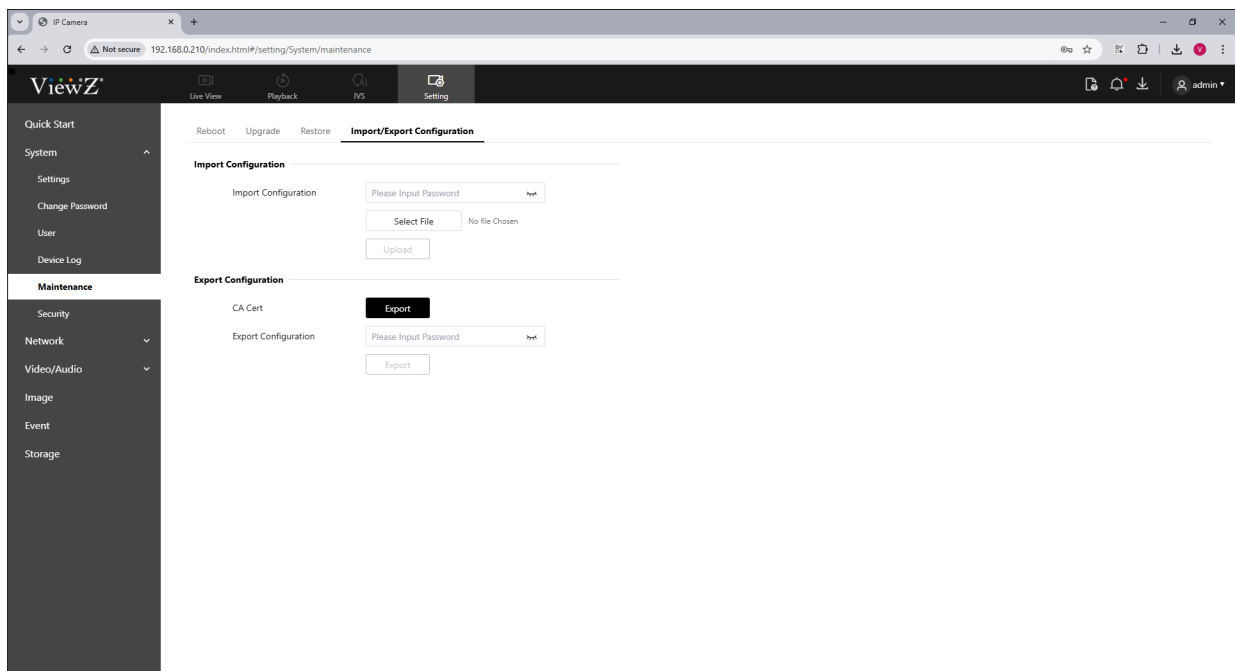 IP Camera
Not secure 192.168.0.210/index.html#/setting/System/maintenance
V
ViewZ
Live View Playback IVS Setting
admin
Quick Start
System
Settings
Change Password
User
Device Log
Maintenance
Security
Network
Video/Audio
Image
Event
Storage
Reboot Upgrade Restore Import/Export Configuration
Import Configuration
Import Configuration Please Input Password
Select File No file Chosen
Upload
Export Configuration
CA Cert Export
Export Configuration Please Input Password
Export